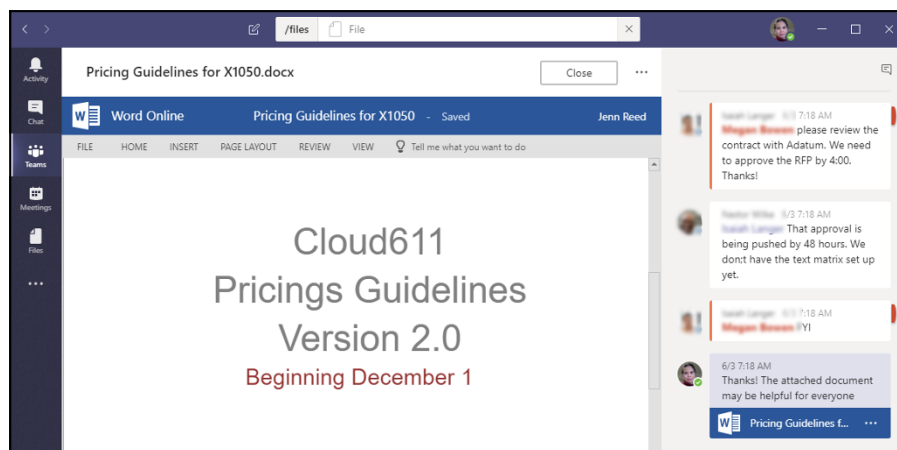 /files
File
Activity
Chat
Teams
Meetings
Files
Pricing Guidelines for X1050.docx
Close
W
Word Online
Pricing Guidelines for X1050 - Saved
Jenn Reed
FILE
HOME
INSERT
PAGE LAYOUT
REVIEW
VIEW
Tell me what you want to do
Cloud611
Pricings Guidelines
Version 2.0
Beginning December 1
6/3 7:18 AM
please review the
contract with Adatum. We need
to approve the RFP by 4:00.
Thanks!
6/3 7:18 AM
That approval is
being pushed by 48 hours. We
don;t have the text matrix set up
yet.
7:18 AM
FYI
6/3 7:18 AM
Thanks! The attached document
may be helpful for everyone
W
Pricing Guidelines f...